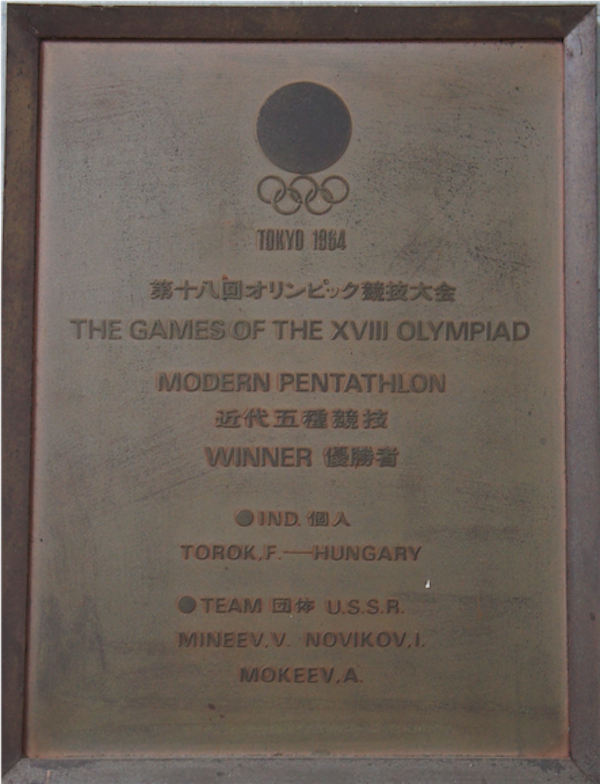 TOKYO 1964
第十八回オリンピック競技大会
THE GAMES OF THE XVIII OLYMPIAD
MODERN PENTATHLON
近代五種競技
WINNER 優勝者
●IND. 個人
TOROK,F.—HUNGARY
●TEAM 団体 U.S.S.R.
MINEEV,V. NOVIKOV,I.
MOKEEV,A.